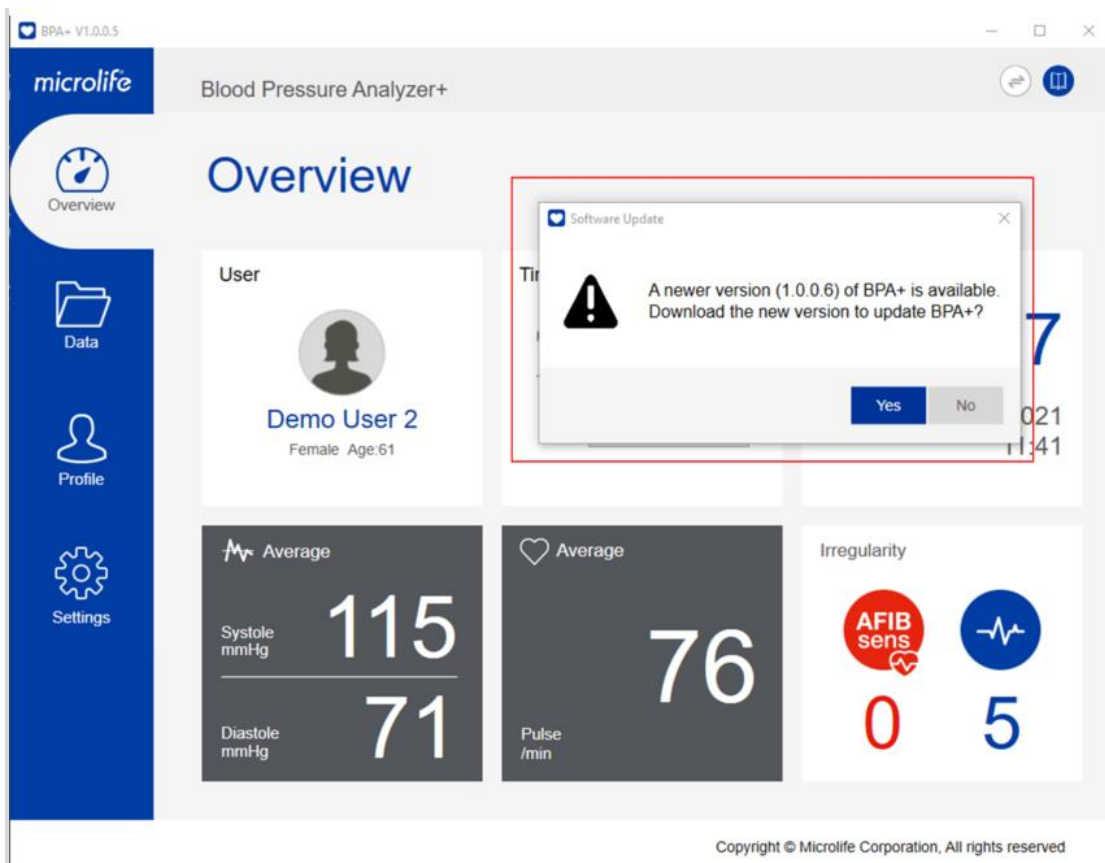 BPA+ V1.0.0.5
microlife
Blood Pressure Analyzer+
Overview
Overview
Data
Profile
Settings
User
Demo User 2
Female Age:61
Software Update
A newer version (1.0.0.6) of BPA+ is available.
Download the new version to update BPA+?
Yes
No
7
11:41
Average
Systole
mmHg
115
Diastole
mmHg
71
Average
76
Pulse
/min
Irregularity
AFIB
sens
0
5
Copyright © Microlife Corporation, All rights reserved